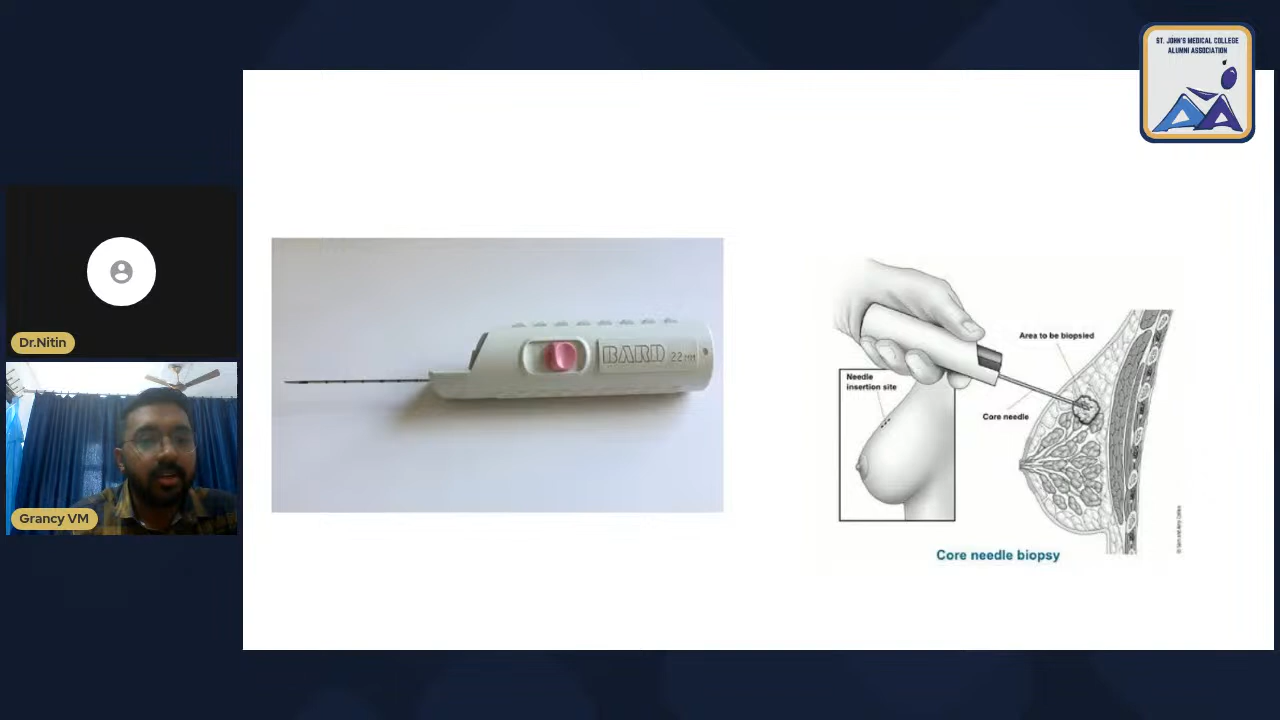 ST. JOHN'S MEDICAL COLLEGE
ALUMNI ASSOCIATION
Dr.Nitin
Grancy VM
BARD 22MM
Area to be biopsied
Needle
insertion site
Core needle
Core needle biopsy